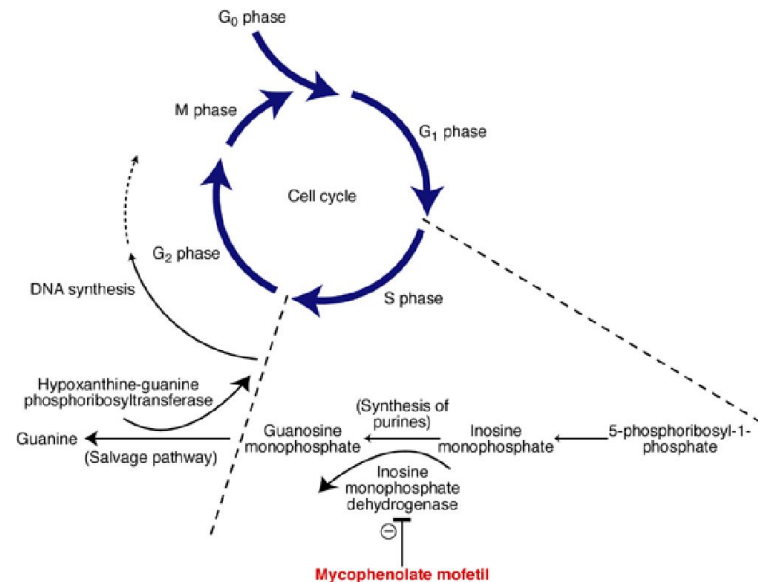 G0 phase
M phase
G1 phase
Cell cycle
G2 phase
S phase
DNA synthesis
Hypoxanthine-guanine
phosphoribosyltransferase
Guanine
(Salvage pathway)
Guanosine
monophosphate
(Synthesis of
purines)
Inosine
monophosphate
5-phosphoribosyl-1-
phosphate
Inosine
monophosphate
dehydrogenase
⊖
Mycophenolate mofetil